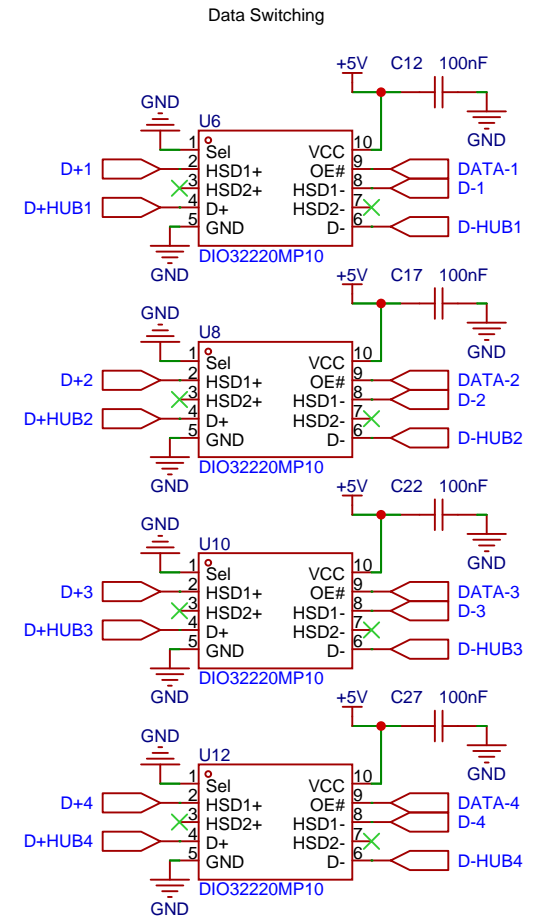 Data Switching
+5V C12 100nF
GND
GND
U6
1 Sel VCC 10
D+1 2 HSD1+ OE# 9 DATA-1
3 HSD2+ HSD1- 8 D-1
D+HUB1 4 D+ HSD2- 7
5 GND D- 6 D-HUB1
GND
DIO32220MP10
+5V C17 100nF
GND
GND
U8
1 Sel VCC 10
D+2 2 HSD1+ OE# 9 DATA-2
3 HSD2+ HSD1- 8 D-2
D+HUB2 4 D+ HSD2- 7
5 GND D- 6 D-HUB2
GND
DIO32220MP10
+5V C22 100nF
GND
GND
U10
1 Sel VCC 10
D+3 2 HSD1+ OE# 9 DATA-3
3 HSD2+ HSD1- 8 D-3
D+HUB3 4 D+ HSD2- 7
5 GND D- 6 D-HUB3
GND
DIO32220MP10
+5V C27 100nF
GND
GND
U12
1 Sel VCC 10
D+4 2 HSD1+ OE# 9 DATA-4
3 HSD2+ HSD1- 8 D-4
D+HUB4 4 D+ HSD2- 7
5 GND D- 6 D-HUB4
GND
DIO32220MP10